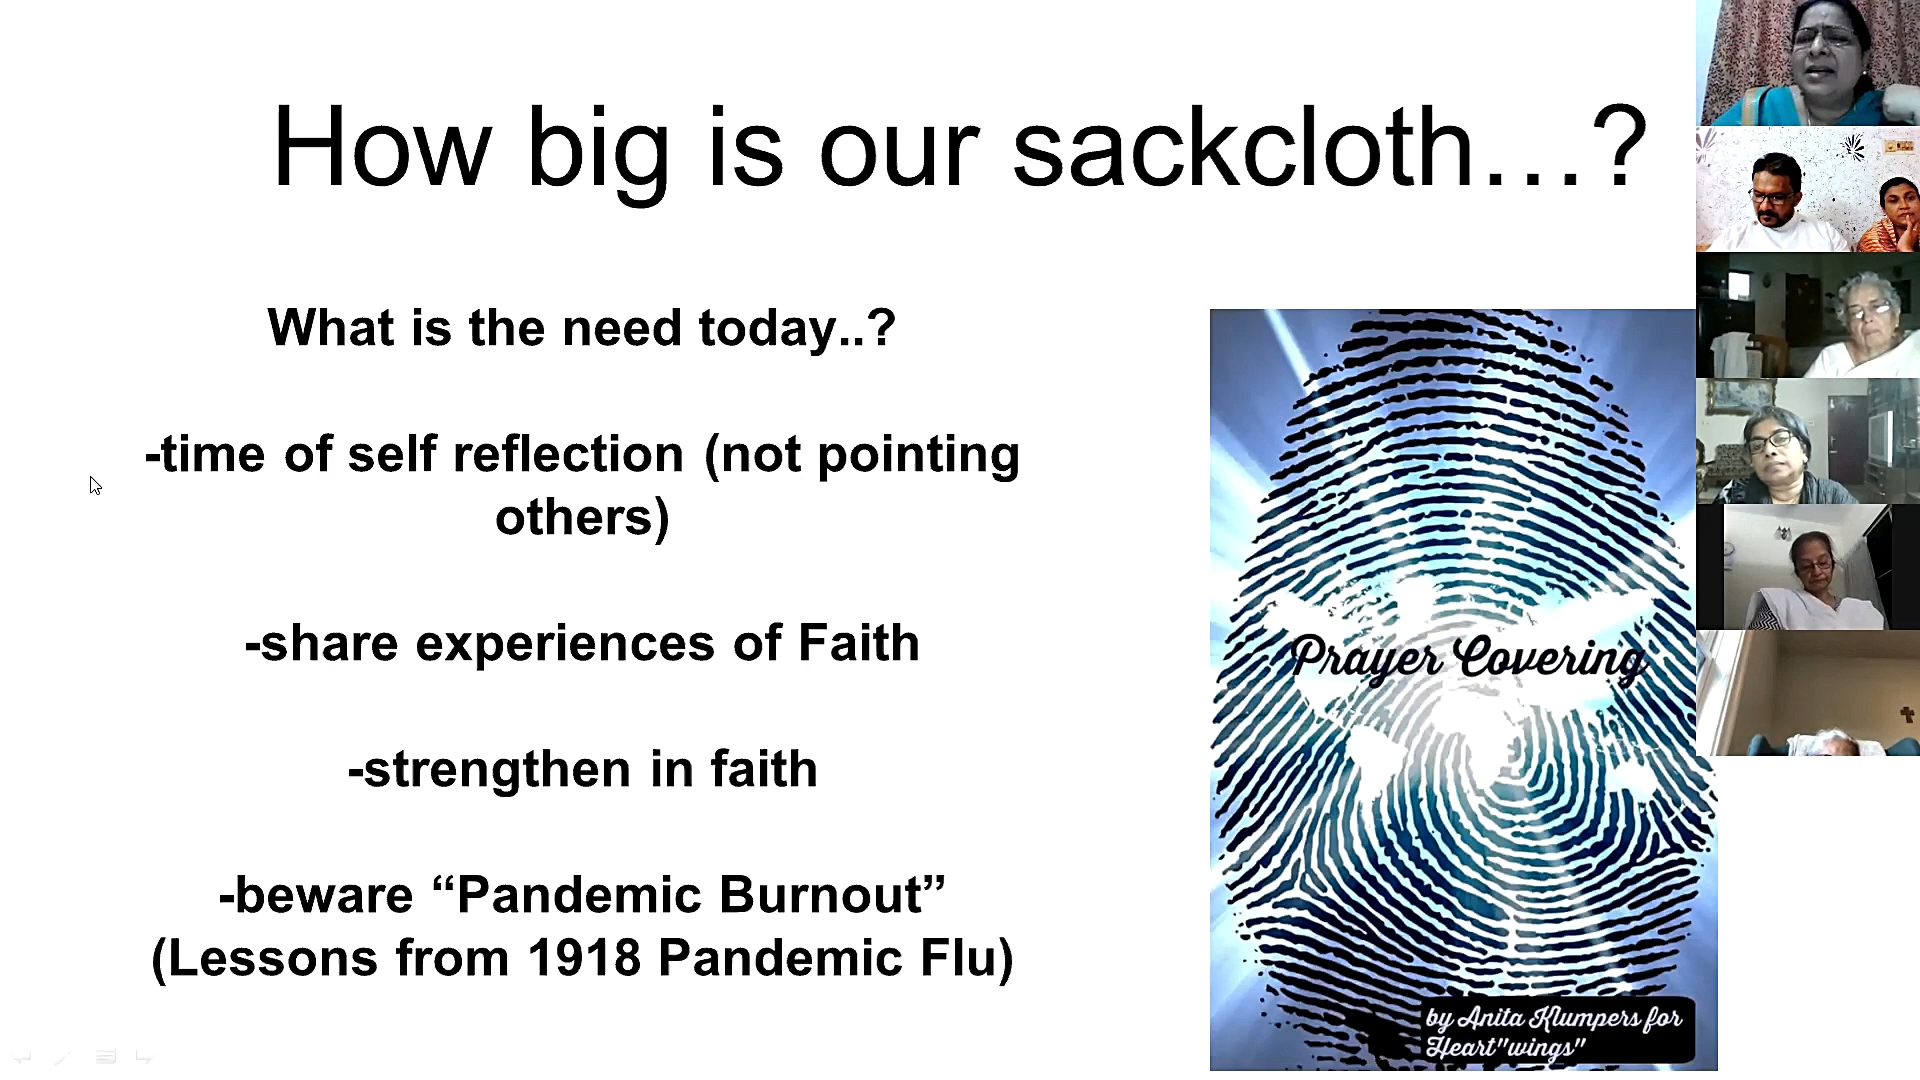 How big is our sackcloth...?
What is the need today..?
-time of self reflection (not pointing
others)
-share experiences of Faith
-strengthen in faith
-beware “Pandemic Burnout”
(Lessons from 1918 Pandemic Flu)
Prayer Covering
by Anita Klumpers for
Heart"wings"